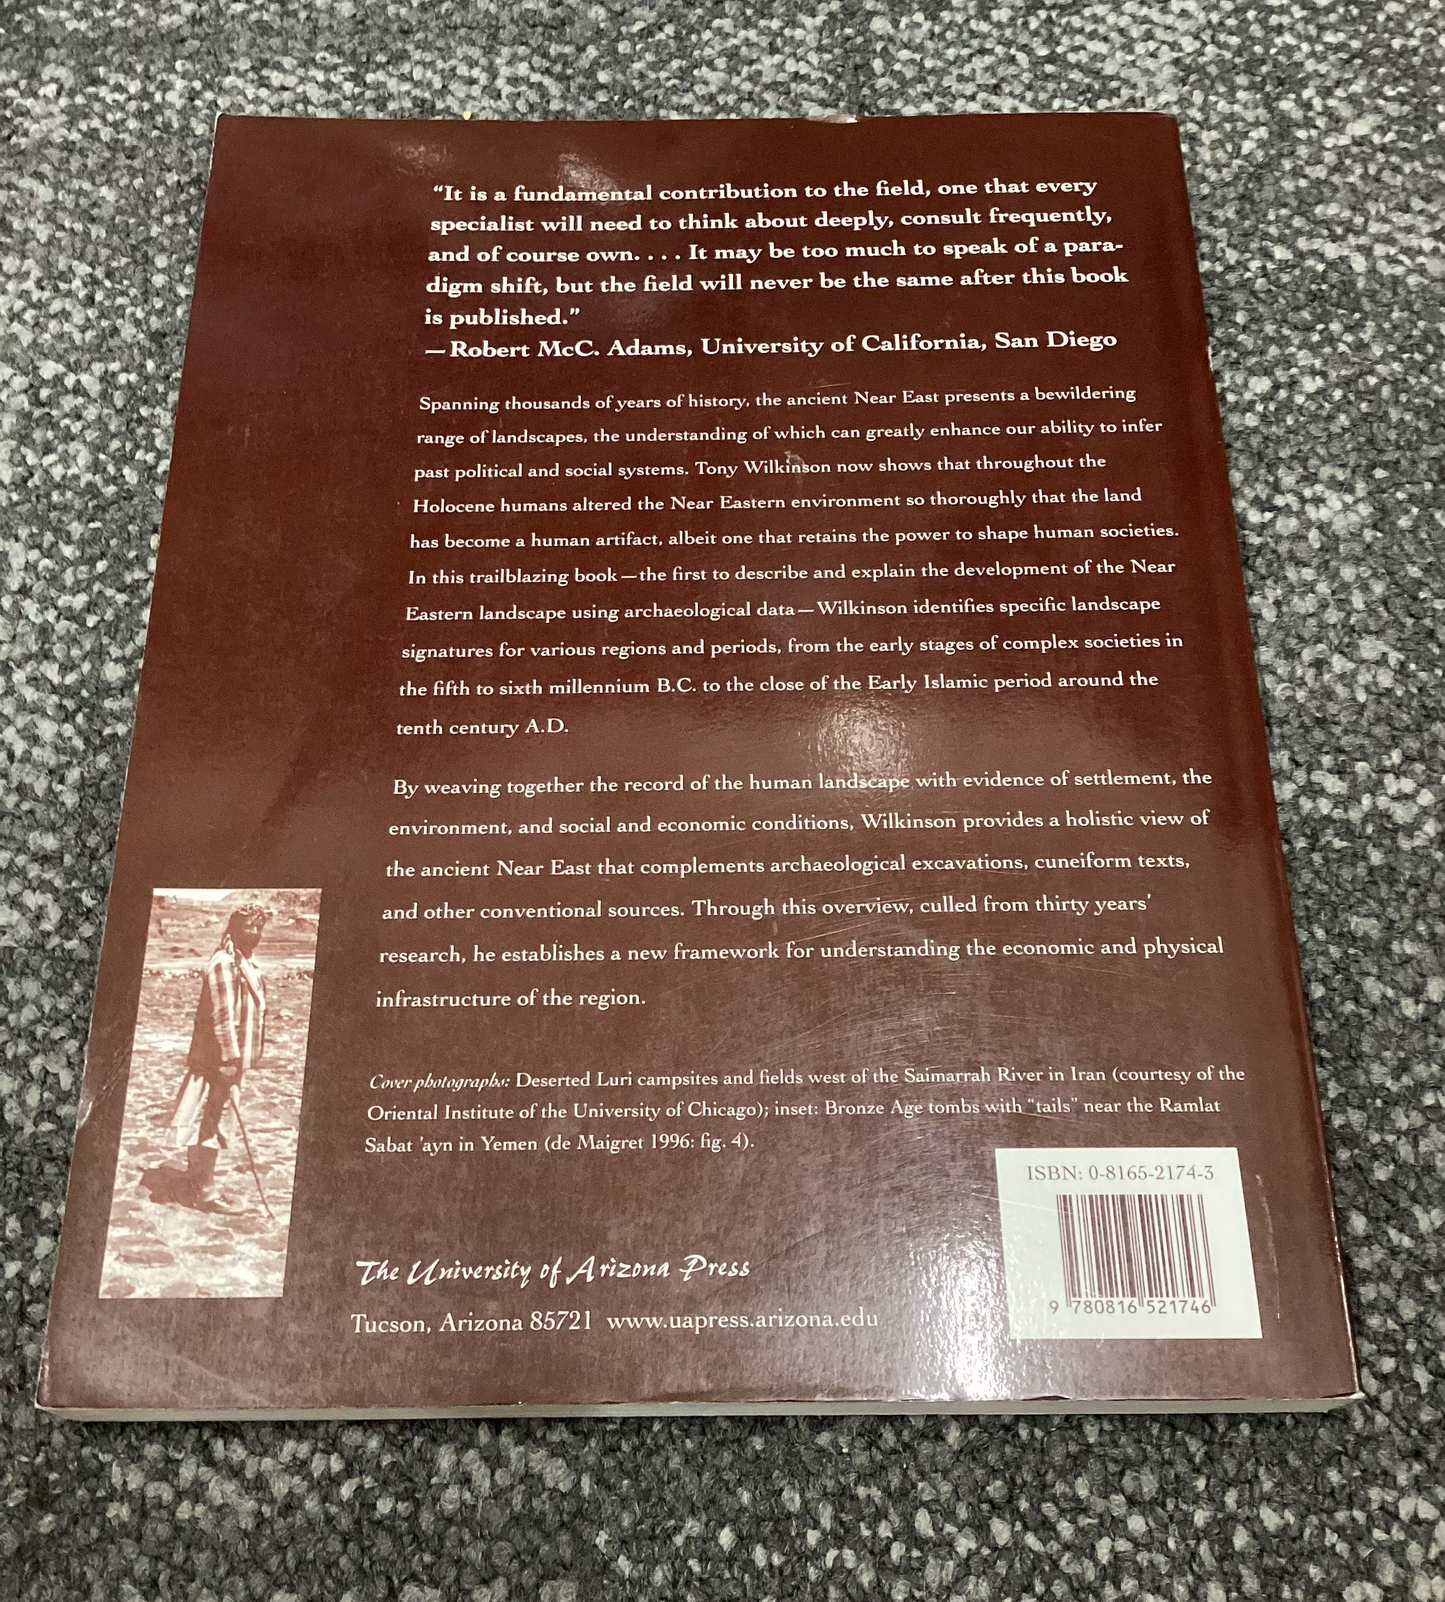 “It is a fundamental contribution to the field, one that every
specialist will need to think about deeply, consult frequently,
and of course own. . . . It may be too much to speak of a para-
digm shift, but the field will never be the same after this book
is published.”
—Robert McC. Adams, University of California, San Diego
Spanning thousands of years of history, the ancient Near East presents a bewildering
range of landscapes, the understanding of which can greatly enhance our ability to infer
past political and social systems. Tony Wilkinson now shows that throughout the
Holocene humans altered the Near Eastern environment so thoroughly that the land
has become a human artifact, albeit one that retains the power to shape human societies.
In this trailblazing book—the first to describe and explain the development of the Near
Eastern landscape using archaeological data—Wilkinson identifies specific landscape
signatures for various regions and periods, from the early stages of complex societies in
the fifth to sixth millennium B.C. to the close of the Early Islamic period around the
tenth century A.D.
By weaving together the record of the human landscape with evidence of settlement, the
environment, and social and economic conditions, Wilkinson provides a holistic view of
the ancient Near East that complements archaeological excavations, cuneiform texts,
and other conventional sources. Through this overview, culled from thirty years’
research, he establishes a new framework for understanding the economic and physical
infrastructure of the region.
Cover photographs: Deserted Luri campsites and fields west of the Saimarrah River in Iran (courtesy of the
Oriental Institute of the University of Chicago); inset: Bronze Age tombs with “tails” near the Ramlat
Sabat ’ayn in Yemen (de Maigret 1996: fig. 4).
ISBN: 0-8165-2174-3
9 780816 521746
The University of Arizona Press
Tucson, Arizona 85721 www.uapress.arizona.edu